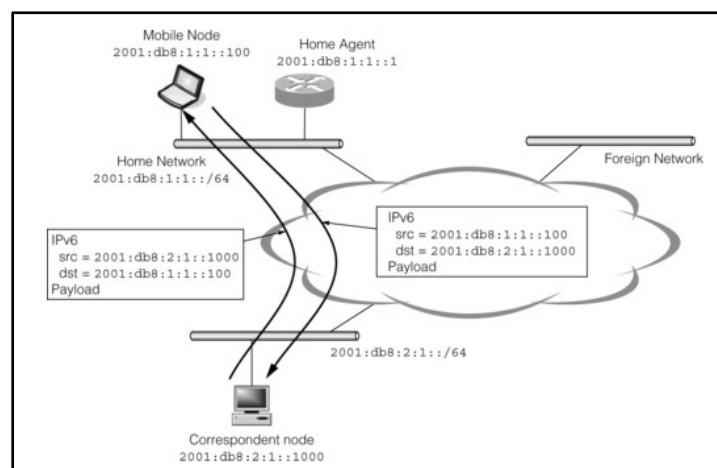 Mobile Node
2001:db8:1:1::100
Home Agent
2001:db8:1:1::1
Home Network
2001:db8:1:1::/64
Foreign Network
IPv6
src = 2001:db8:2:1::1000
dst = 2001:db8:1:1::100
Payload
IPv6
src = 2001:db8:1:1::100
dst = 2001:db8:2:1::1000
Payload
2001:db8:2:1::/64
Correspondent node
2001:db8:2:1::1000